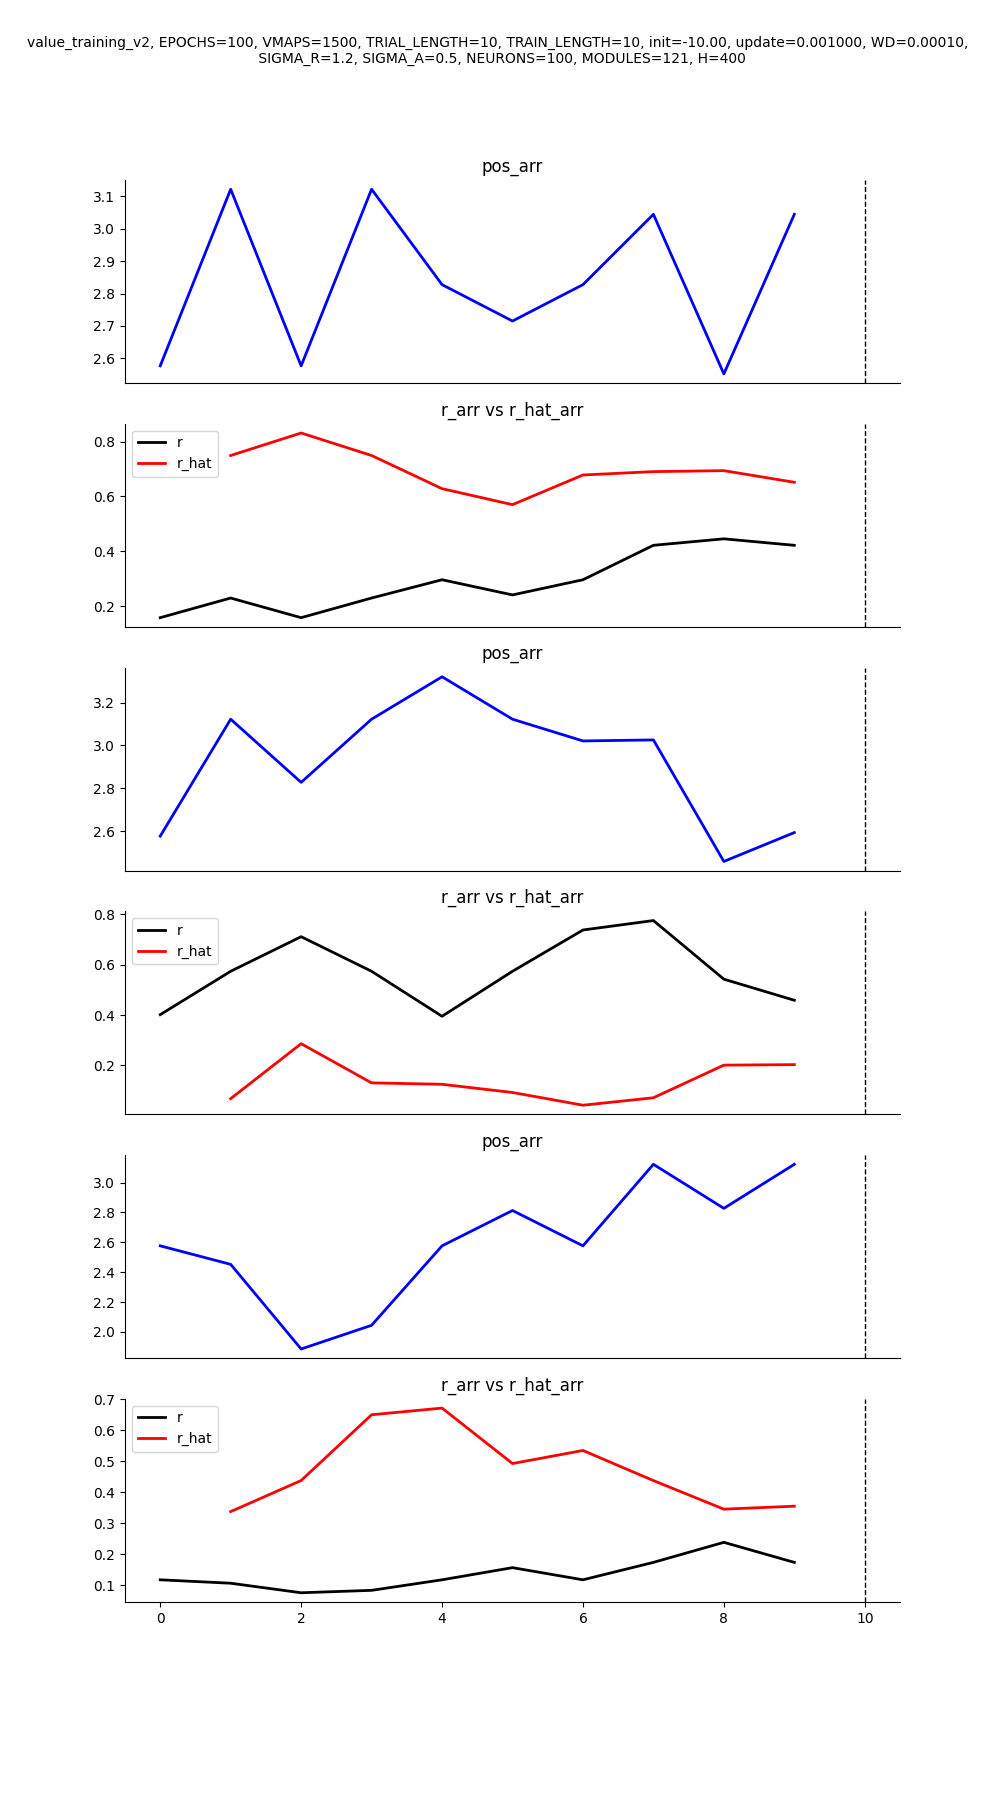 value_training_v2, EPOCHS=100, VMAPS=1500, TRIAL_LENGTH=10, TRAIN_LENGTH=10, init=-10.00, update=0.001000, WD=0.00010,
SIGMA_R=1.2, SIGMA_A=0.5, NEURONS=100, MODULES=121, H=400
pos_arr
3.1
3.0
2.9
2.8
2.7
2.6
r_arr vs r_hat_arr
r
r_hat
0.8
0.6
0.4
0.2
pos_arr
3.2
3.0
2.8
2.6
r_arr vs r_hat_arr
r
r_hat
0.8
0.6
0.4
0.2
pos_arr
3.0
2.8
2.6
2.4
2.2
2.0
r_arr vs r_hat_arr
r
r_hat
0.7
0.6
0.5
0.4
0.3
0.2
0.1
0 2 4 6 8 10